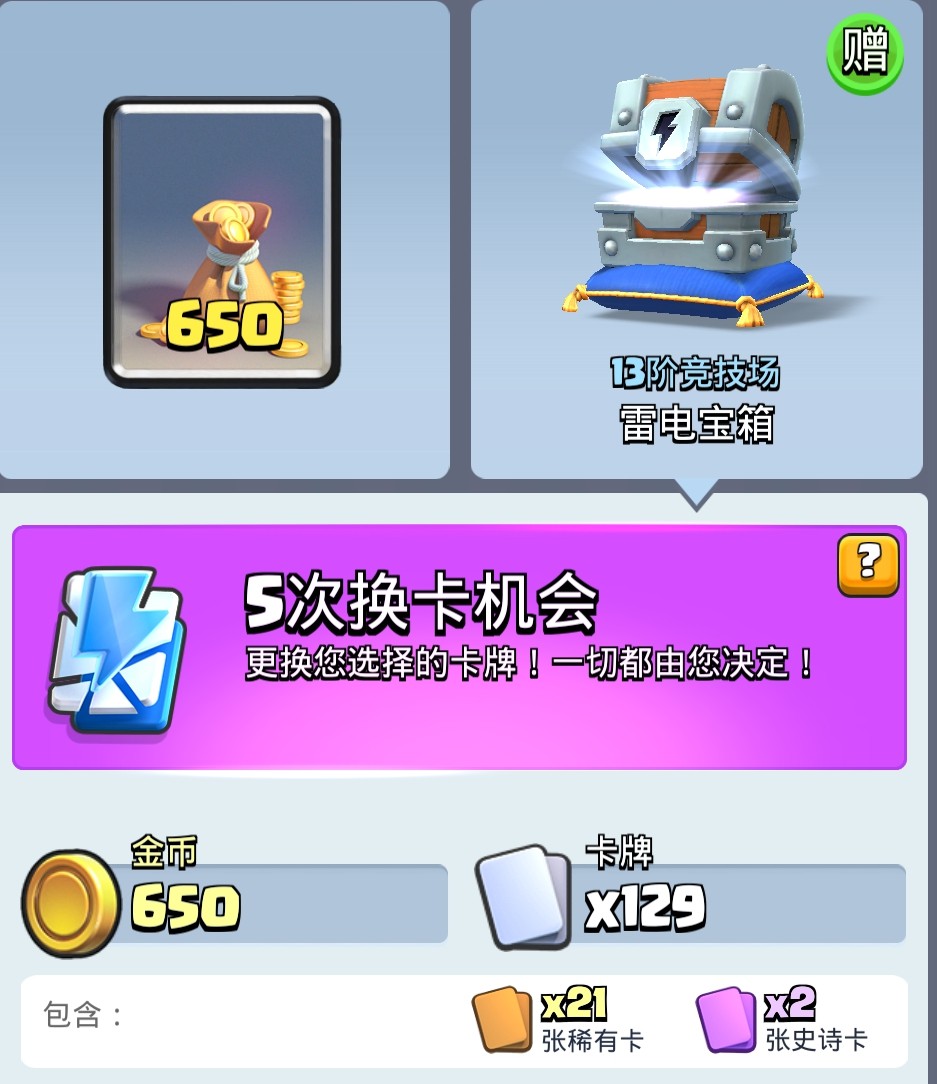 650
赠
13阶竞技场
雷电宝箱
5次换卡机会
?
更换您选择的卡牌！一切都由您决定！
金币
650
卡牌
x129
包含：
x21
张稀有卡
x2
张史诗卡